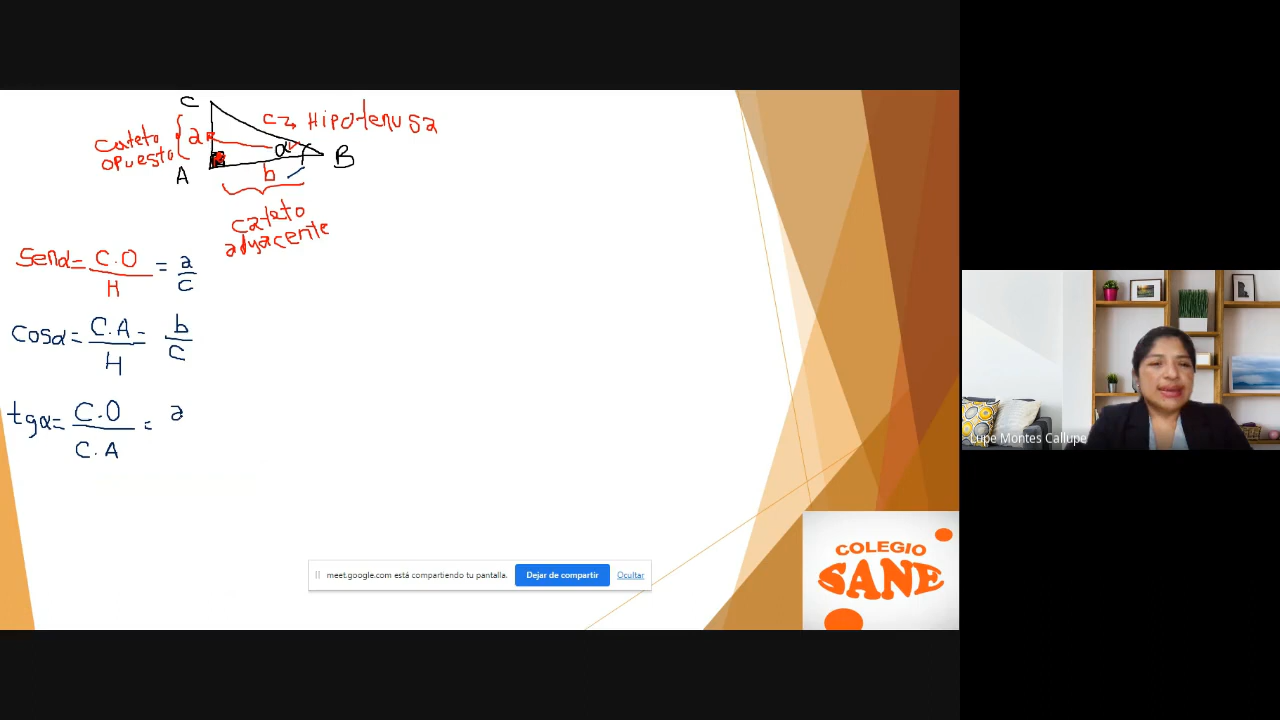 C
c → Hipotenusa
Cateto opuesto { a
α
A
b
B
Cateto
adyacente
Senα = C.O / H = a / c
Cosα = C.A / H = b / c
tgα = C.O / C.A = a
Lupe Montes Callupe
COLEGIO
SANE
meet.google.com está compartiendo tu pantalla. Dejar de compartir Ocultar